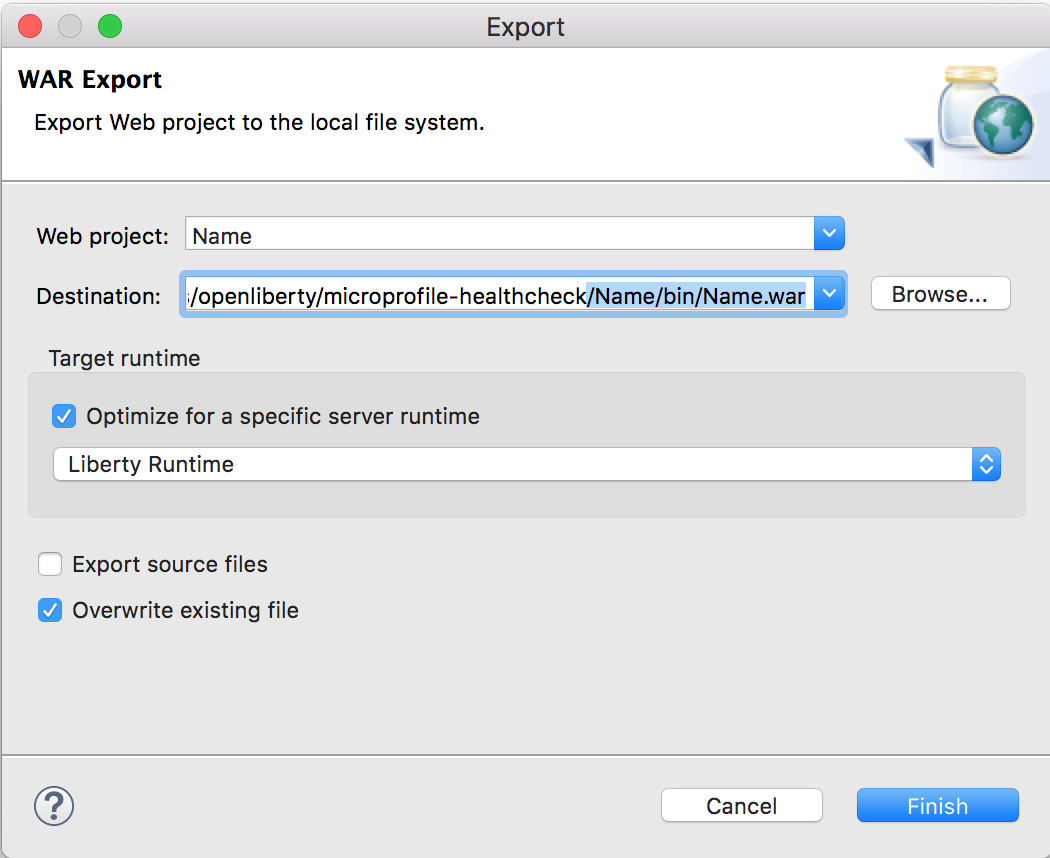 Export
WAR Export
Export Web project to the local file system.
Web project: Name
Destination: /openliberty/microprofile-healthcheck/Name/bin/Name.war Browse...
Target runtime
Optimize for a specific server runtime
Liberty Runtime
Export source files
Overwrite existing file
? Cancel Finish